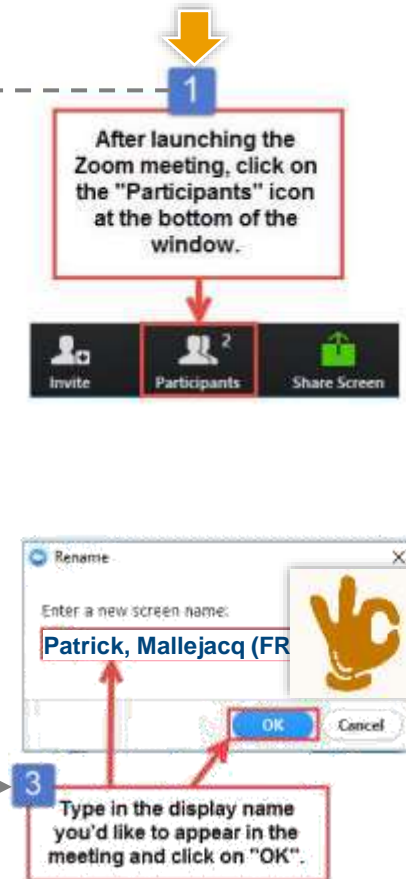 1
After launching the
Zoom meeting, click on
the "Participants" icon
at the bottom of the
window.
2
Invite Participants Share Screen
Rename
Enter a new screen name:
Patrick, Mallejacq (FR
OK Cancel
3
Type in the display name
you'd like to appear in the
meeting and click on "OK".